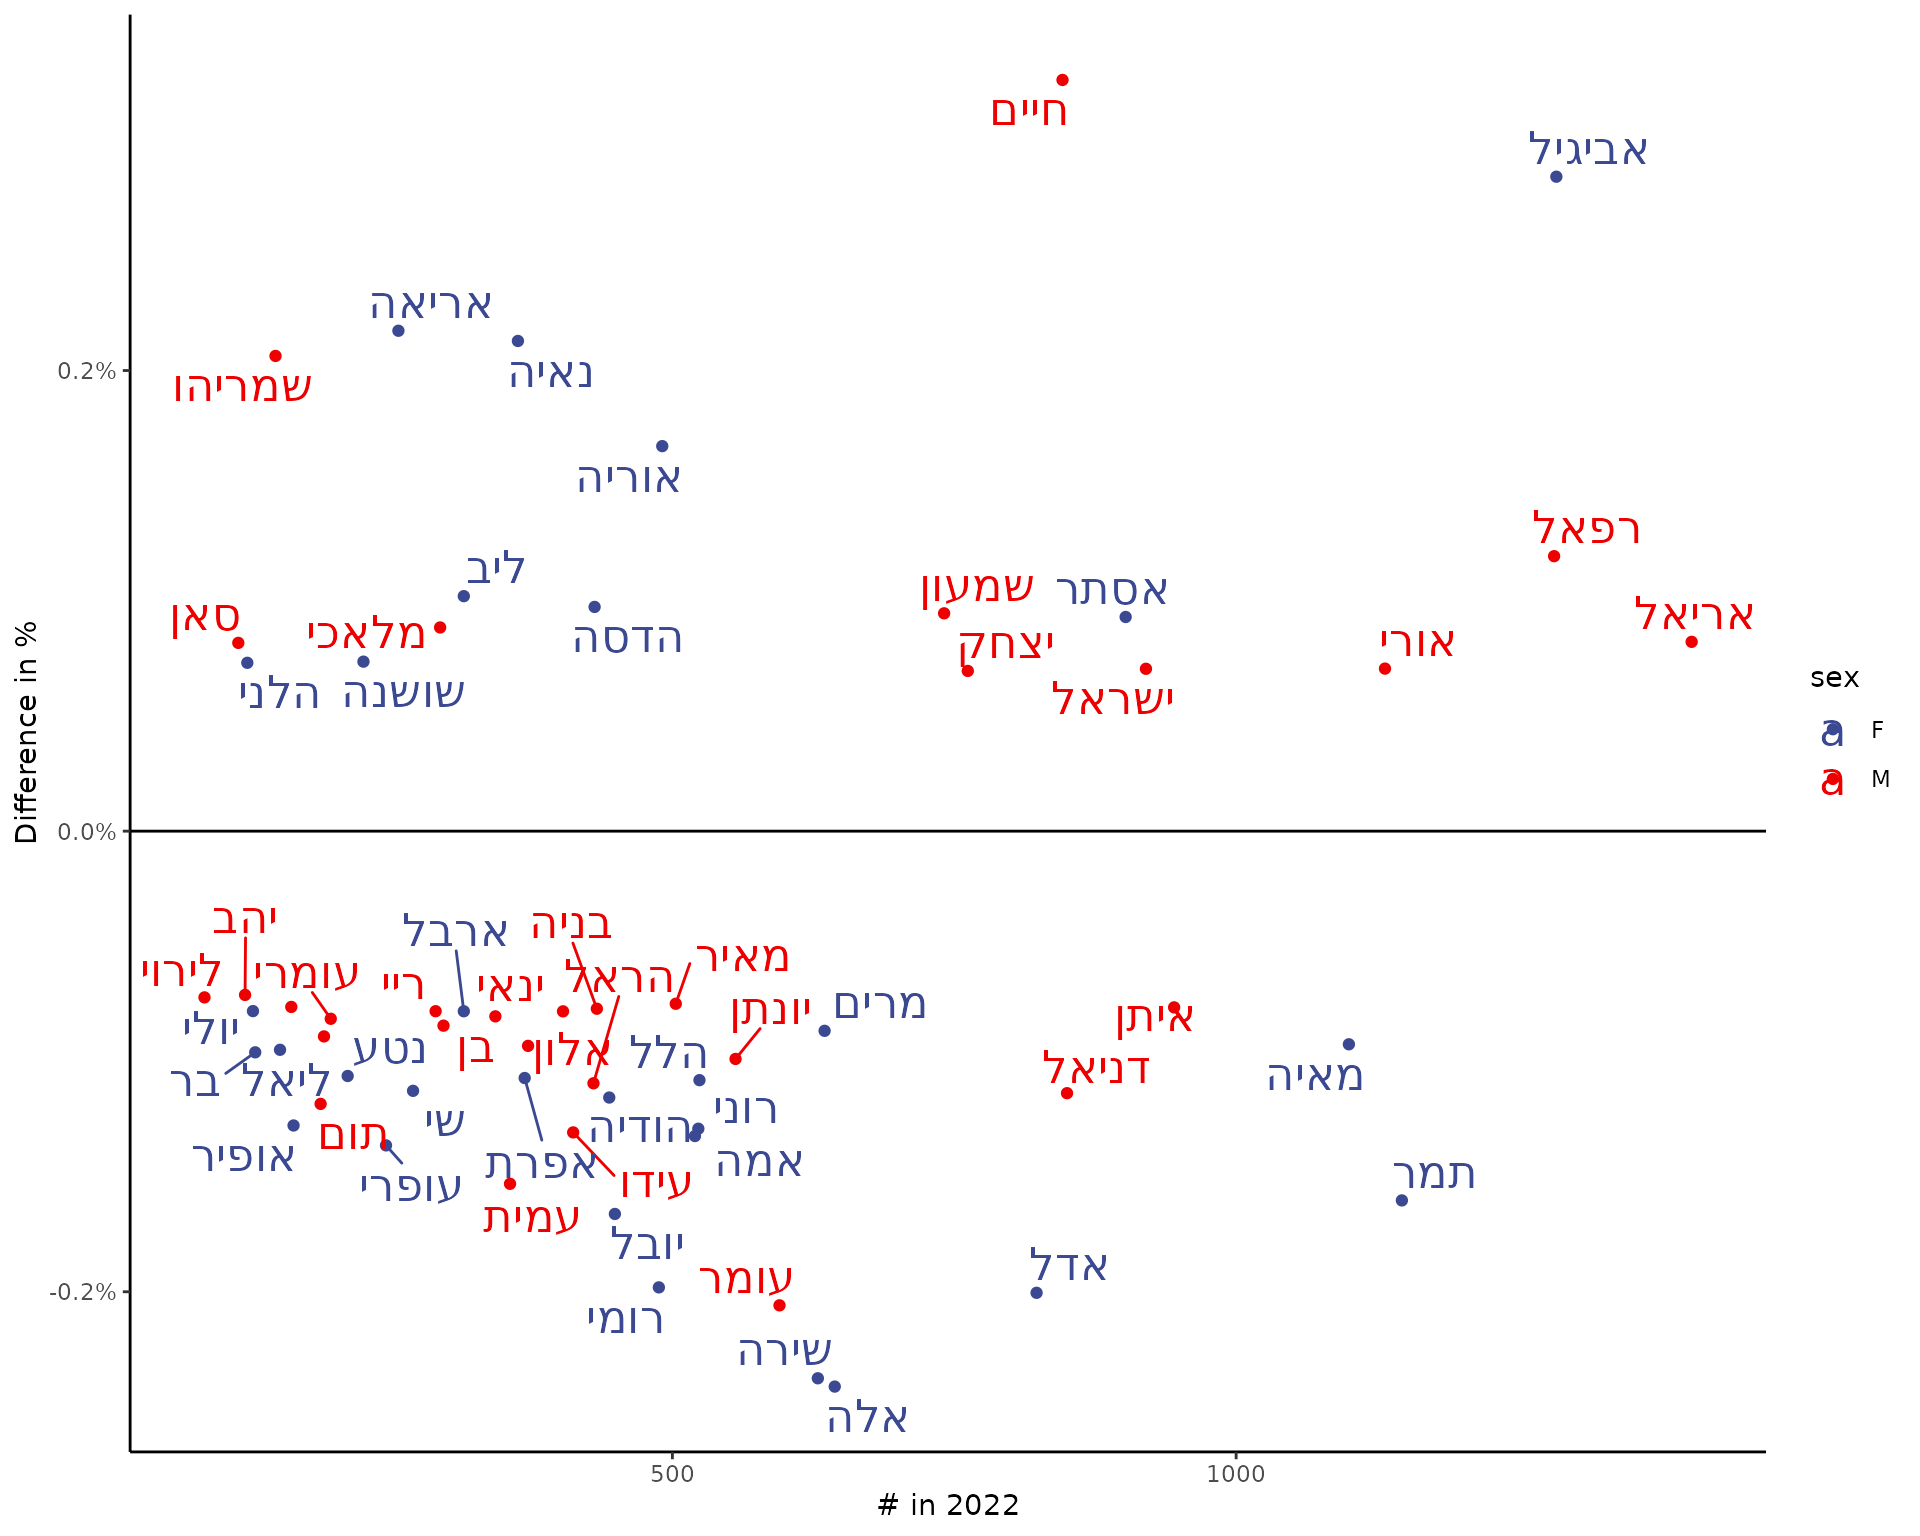 חיים
אביגיל
אריאה
נאיה
0.2%
שמריהו
אוריה
רפאל
ליב
שמעון
אסתר
סאן
מלאכי
הדסה
יצחק
אורי
אריאל
הלני
שושנה
ישראל
sex
a F
a M
Difference in %
0.0%
יהב
ארבל
בניה
לירוי
עומרי
ריי
ינאי
הראל
מאיר
יונתן
מרים
איתן
יולי
נטע
בן
אלון
הלל
דניאל
מאיה
בר
ליאל
שי
הודיה
רוני
אופיר
תום
אפרת
אמה
עופרי
עידו
תמר
עמית
יובל
אדל
-0.2%
עומר
רומי
שירה
אלה
500
1000
# in 2022